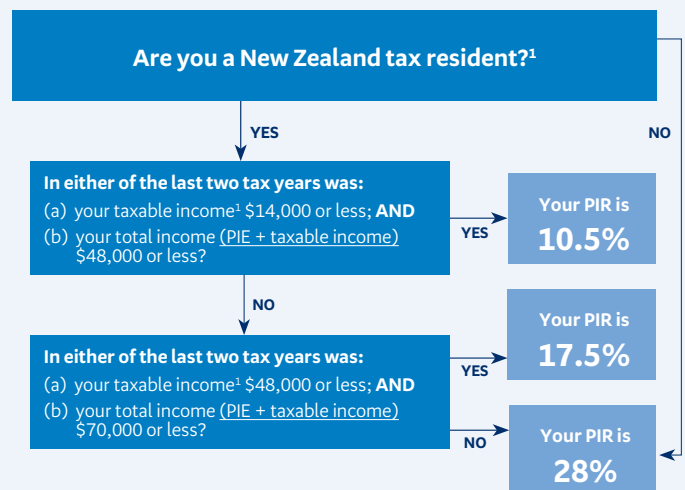 Are you a New Zealand tax resident?¹
YES
NO
In either of the last two tax years was:
(a) your taxable income¹ $14,000 or less; AND
(b) your total income (PIE + taxable income)
$48,000 or less?
YES
Your PIR is
10.5%
NO
In either of the last two tax years was:
(a) your taxable income¹ $48,000 or less; AND
(b) your total income (PIE + taxable income)
$70,000 or less?
YES
Your PIR is
17.5%
NO
Your PIR is
28%